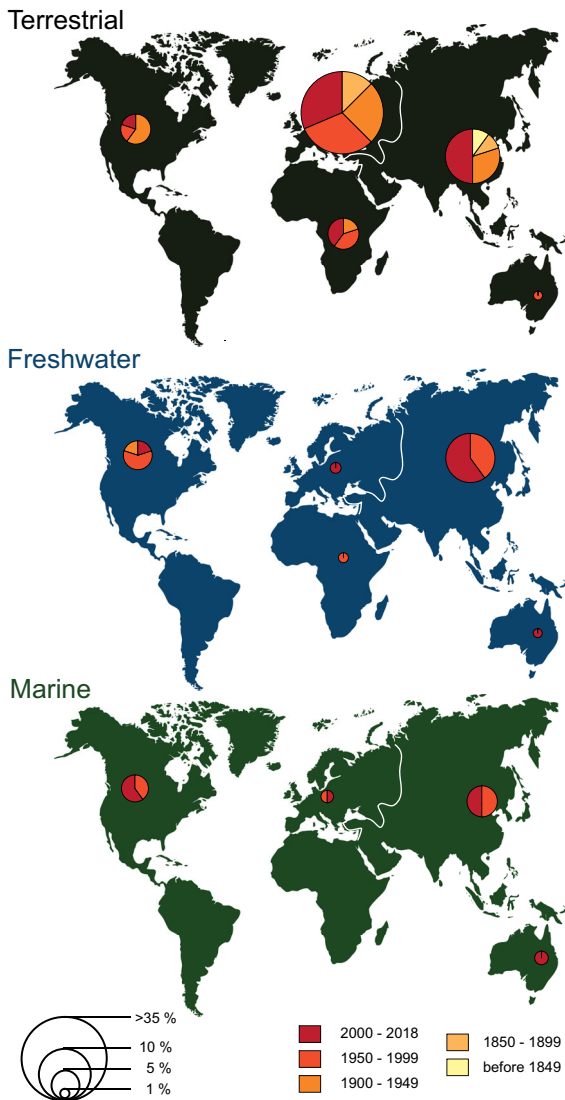 Terrestrial
Freshwater
Marine
>35 %
10 %
5 %
1 %
2000 - 2018
1950 - 1999
1900 - 1949
1850 - 1899
before 1849